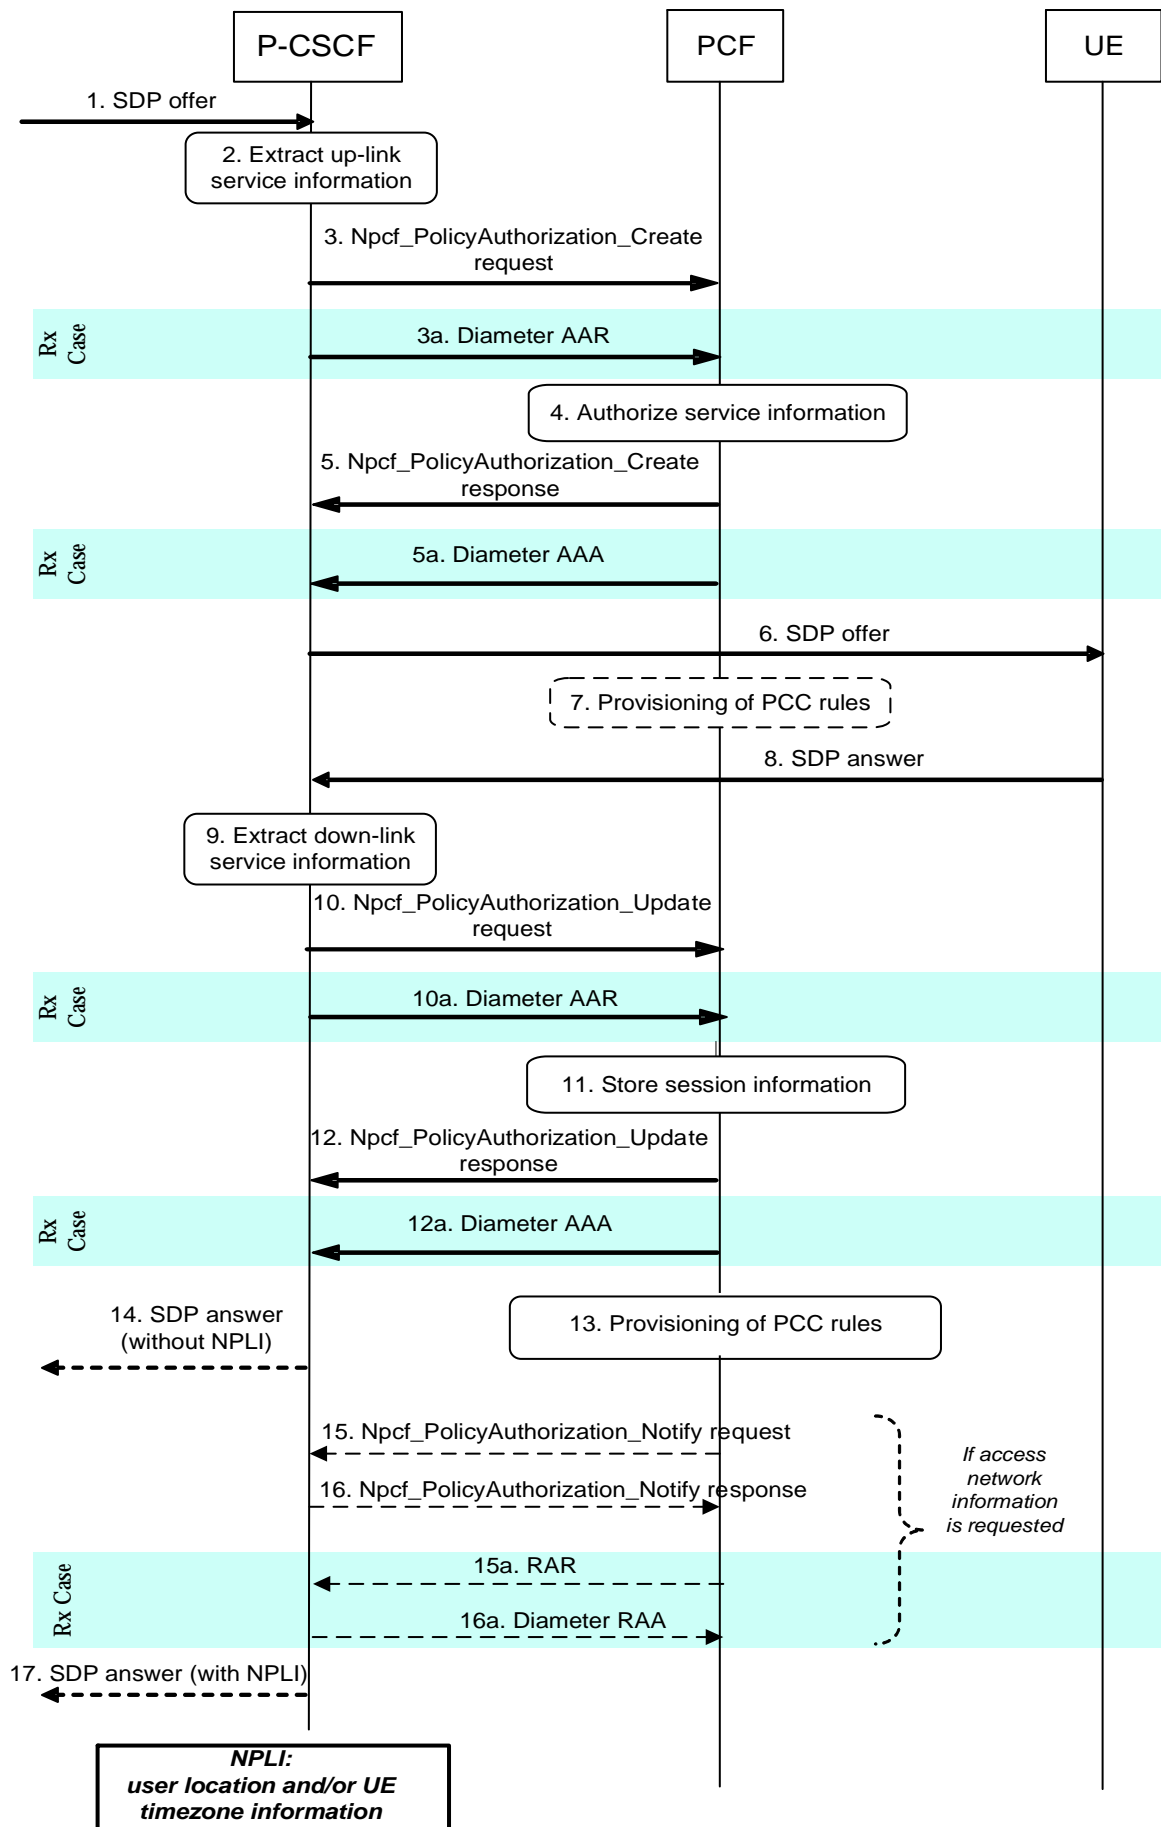 P-CSCF
PCF
UE
1. SDP offer
2. Extract up-link
service information
3. Npcf_PolicyAuthorization_Create
request
Rx
Case
3a. Diameter AAR
4. Authorize service information
5. Npcf_PolicyAuthorization_Create
response
Rx
Case
5a. Diameter AAA
6. SDP offer
7. Provisioning of PCC rules
8. SDP answer
9. Extract down-link
service information
10. Npcf_PolicyAuthorization_Update
request
Rx
Case
10a. Diameter AAR
11. Store session information
12. Npcf_PolicyAuthorization_Update
response
Rx
Case
12a. Diameter AAA
14. SDP answer
(without NPLI)
13. Provisioning of PCC rules
15. Npcf_PolicyAuthorization_Notify request
16. Npcf_PolicyAuthorization_Notify response
If access
network
information
is requested
Rx Case
15a. RAR
16a. Diameter RAA
17. SDP answer (with NPLI)
NPLI:
user location and/or UE
timezone information